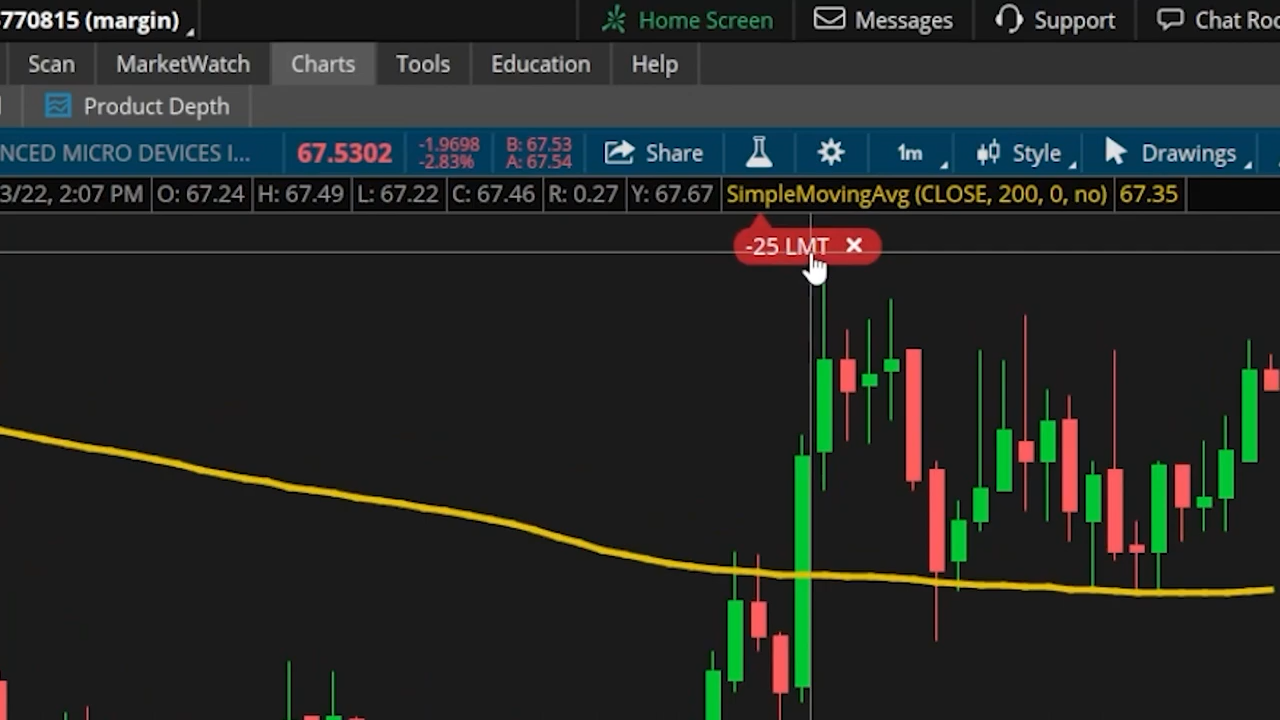 770815 (margin) Home Screen Messages Support Chat Roo
Scan MarketWatch Charts Tools Education Help
Product Depth
NCED MICRO DEVICES I... 67.5302 -1.9698 -2.83% B: 67.53 A: 67.54 Share 1m Style Drawings
3/22, 2:07 PM O: 67.24 H: 67.49 L: 67.22 C: 67.46 R: 0.27 Y: 67.67 SimpleMovingAvg (CLOSE, 200, 0, no) 67.35
-25 LMT